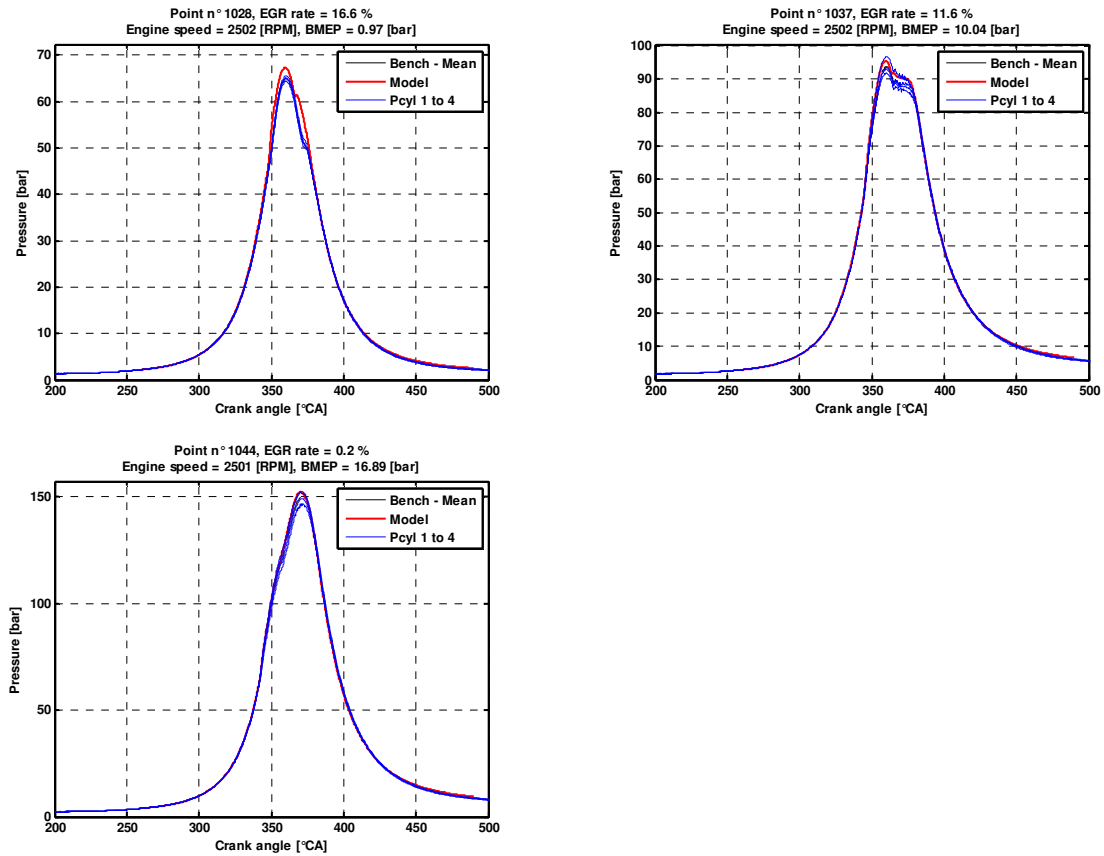 Point n°1028, EGR rate = 16.6 %
Engine speed = 2502 [RPM], BMEP = 0.97 [bar]
70
60
50
40
30
20
10
0
Pressure [bar]
Bench - Mean
Model
Pcyl 1 to 4
200 250 300 350 400 450 500
Crank angle [°CA]
Point n°1037, EGR rate = 11.6 %
Engine speed = 2502 [RPM], BMEP = 10.04 [bar]
100
90
80
70
60
50
40
30
20
10
0
Pressure [bar]
Bench - Mean
Model
Pcyl 1 to 4
200 250 300 350 400 450 500
Crank angle [°CA]
Point n°1044, EGR rate = 0.2 %
Engine speed = 2501 [RPM], BMEP = 16.89 [bar]
150
100
50
0
Pressure [bar]
Bench - Mean
Model
Pcyl 1 to 4
200 250 300 350 400 450 500
Crank angle [°CA]